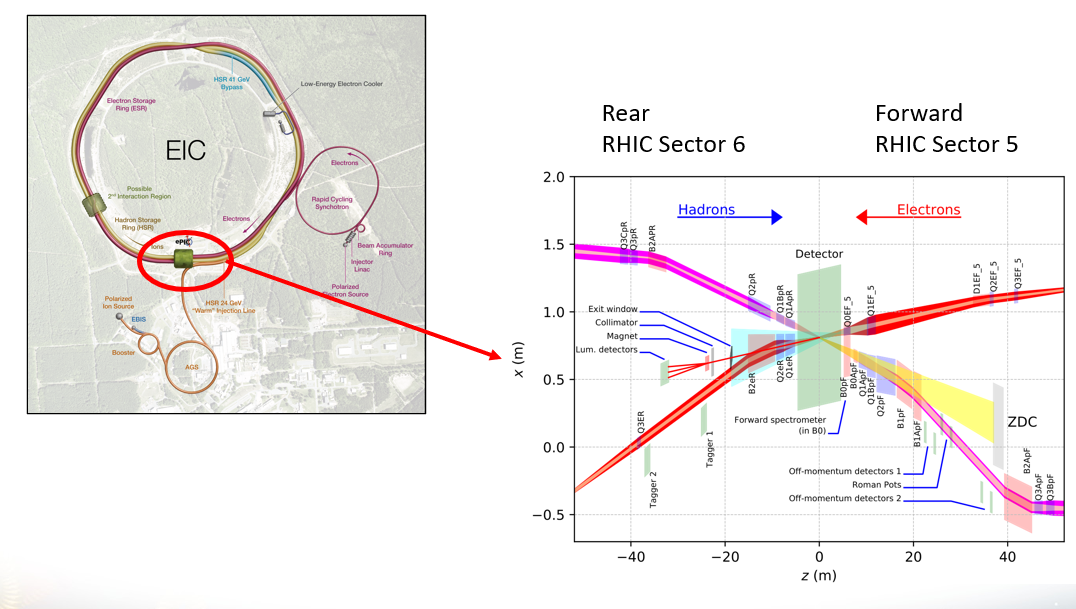 HSR 41 GeV
Bypass
Low-Energy Electron Cooler
Electron Storage
Ring (ESR)
EIC
Electrons
Possible
2nd Interaction Region
Rapid Cycling
Synchotron
Hadron Storage
Ring (HSR)
Electrons
Ions
ePIC
Beam Accumulator
Ring
Injector
Linac
Polarized
Electron Source
Polarized
Ion Source
HSR 24 GeV
"Warm" Injection Line
EBIS
Booster
AGS
Rear
RHIC Sector 6
Forward
RHIC Sector 5
Hadrons
Electrons
Detector
Q3CpR
Q3pR
B2APR
Q2pR
Q1BpR
Q1ApR
Q0EF_5
Q1EF_5
D1EF_5
Q2EF_5
Q3EF_5
Exit window
Collimator
Magnet
Lum. detectors
B2eR
Q2eR
Q1eR
Q3ER
Tagger 2
Tagger 1
Forward spectrometer
(in B0)
B0pF
B0ApF
Q1ApF
Q1BpF
Q2pF
B1pF
B1ApF
ZDC
Off-momentum detectors 1
Roman Pots
Off-momentum detectors 2
B2ApF
Q3ApF
Q3BpF
x (m)
2.0
1.5
1.0
0.5
0.0
−0.5
−40
−20
0
20
40
z (m)